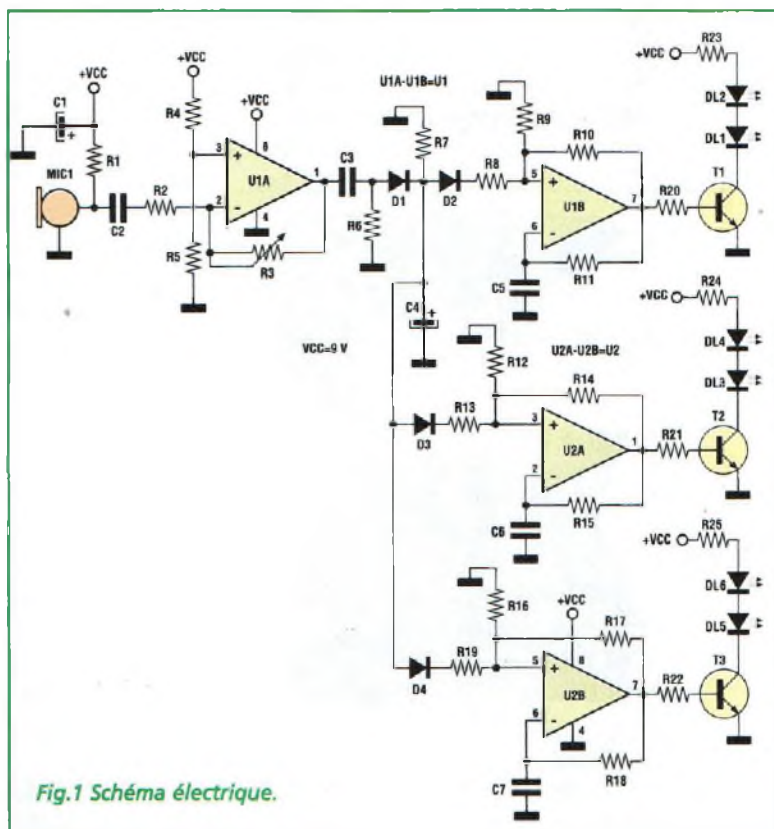 R23
+VCC
+VCC
+VCC
U1A-U1B=U1
DL2
C1
R4
+VCC
+
R7
R9
R10
DL1
R1
3
+
8
C3
D1
D2
R8
5
+
T1
MIC1
R2
U1A
1
U1B
7
R20
2
-
4
6
-
C2
R5
R3
R6
R11
R24
C5
+VCC
C4
+
VCC=9 V
R12
U2A-U2B=U2
DL4
R14
DL3
R13
3
+
T2
D3
U2A
1
R21
2
-
R15
C6
R25
+VCC
+VCC
R16
R17
DL6
8
DL5
R19
5
+
T3
D4
U2B
7
R22
6
-
4
R18
C7
Fig.1 Schéma électrique.